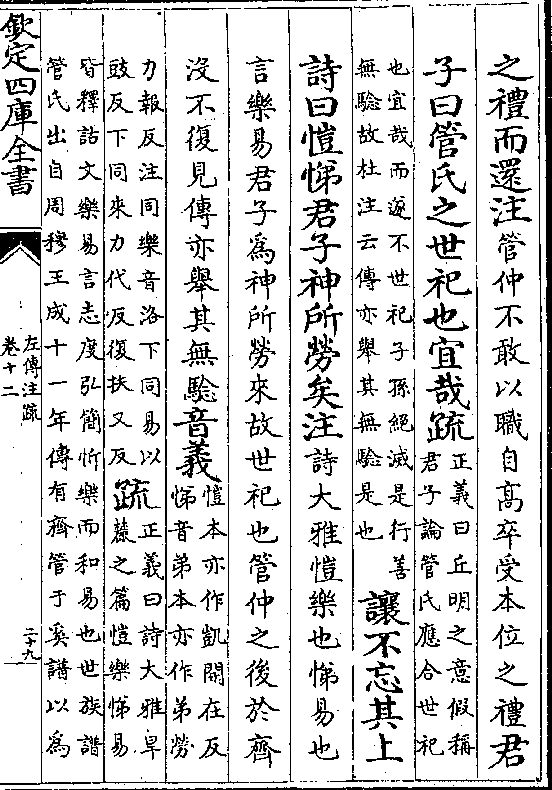 之禮而還注管仲不敢以職自高卒受本位之禮君
子曰管氏之世祀也宜哉疏正義曰丘明之意假稱
君子論管氏應合世祀
也宜哉而遂不世祀子孫絕滅是行善
無驗故杜注云傳亦舉其無驗是也
讓不忘其上
詩曰愷悌君子神所勞矣注詩大雅愷樂也悌易也
言樂易君子為神所勞來故世祀也管仲之後於齊
沒不復見傳亦舉其無驗音義愷本亦作凱開在反
悌音弟本亦作弟勞
力報反注同樂音洛下同易以
豉反下同來力代反復扶又反
疏正義曰詩大雅旱
麓之篇愷樂悌易
皆釋詁文樂易言志度弘簡忻樂而和易也世族譜
管氏出自周穆王成十一年傳有齊管于奚譜以為
欽定四庫全書
左傳注疏
卷十二
二十九